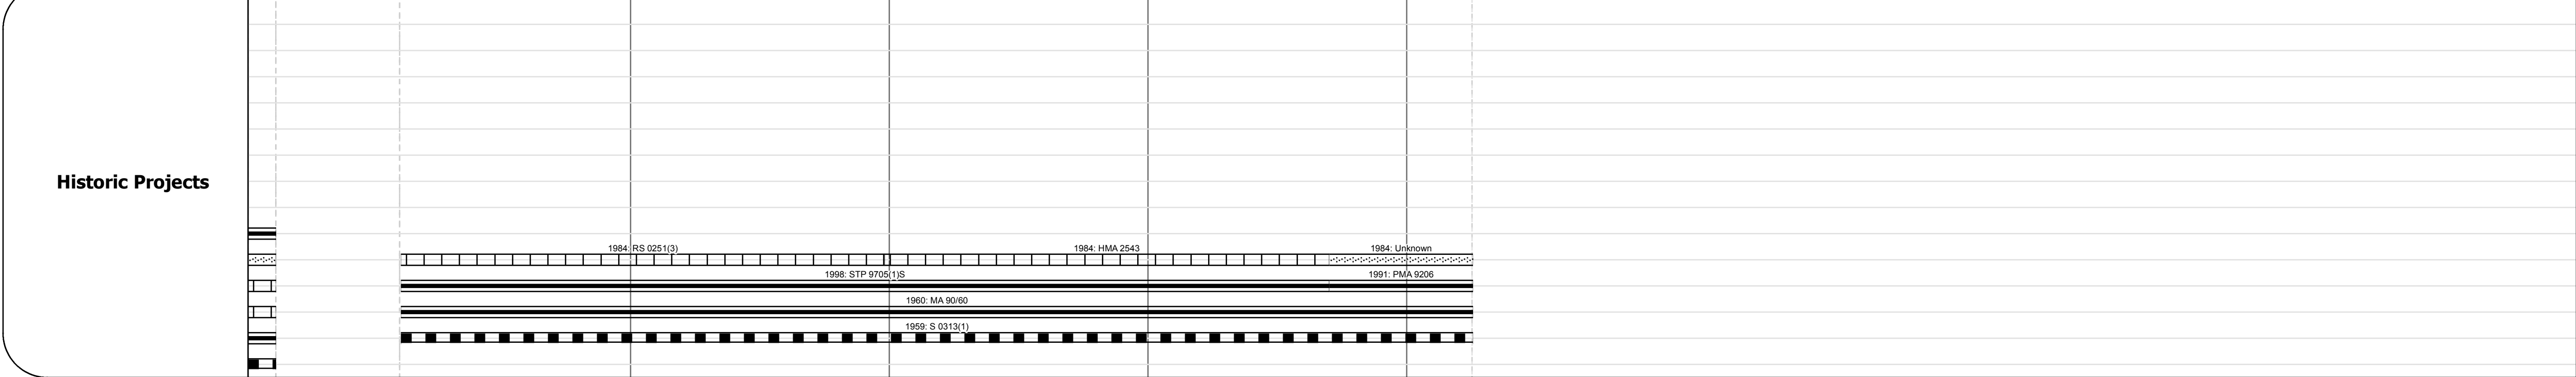 Historic Projects
1984: RS 0251(3)
1984: HMA 2543
1984: Unknown
1998: STP 9705(1)S
1991: PMA 9206
1960: MA 90/60
1959: S 0313(1)